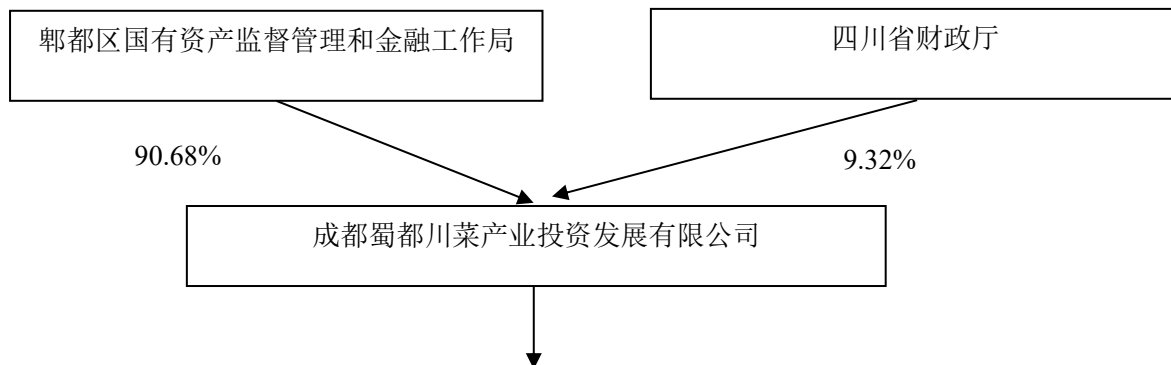 郫都区国有资产监督管理和金融工作局
四川省财政厅
90.68%
9.32%
成都蜀都川菜产业投资发展有限公司